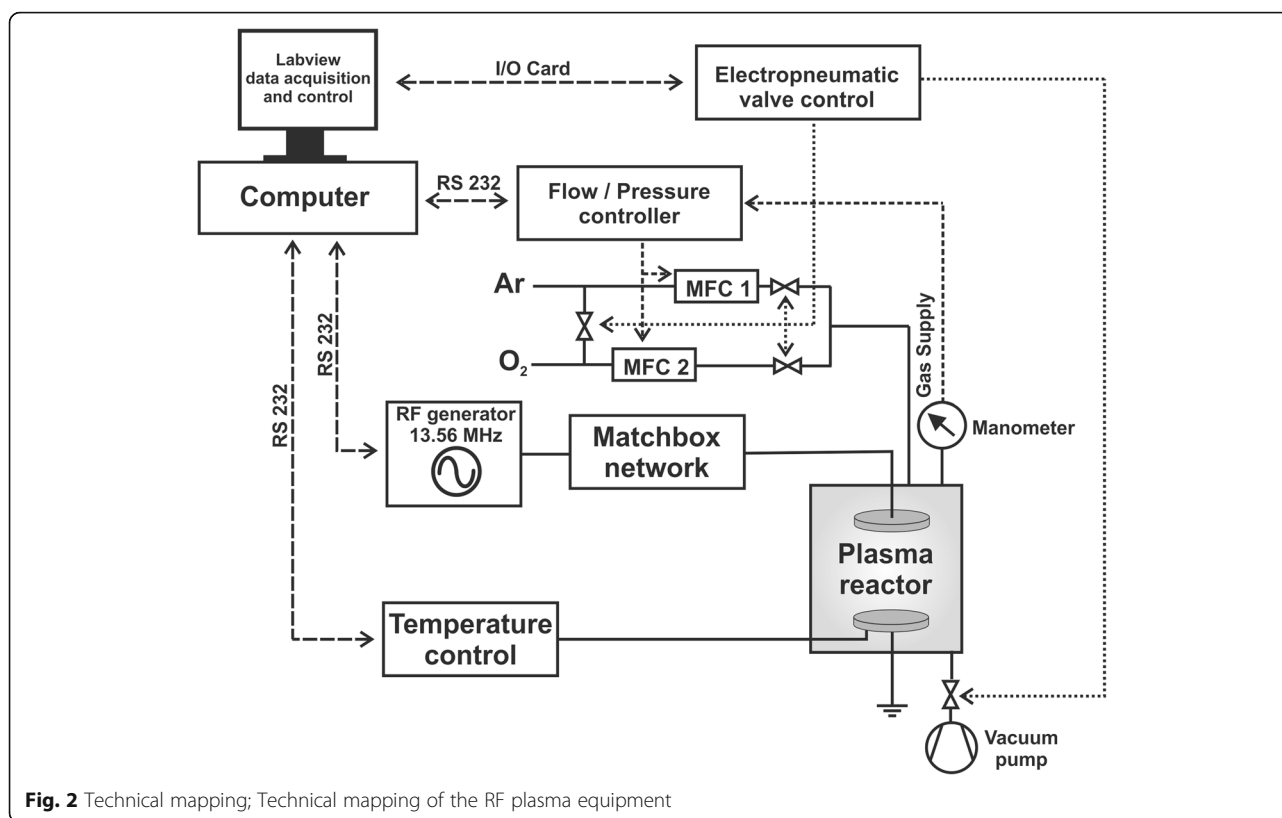 Labview
data acquisition
and control
I/O Card
Electropneumatic
valve control
Computer
RS 232
Flow / Pressure
controller
Ar
MFC 1
O₂
MFC 2
Gas Supply
RS 232
RS 232
RF generator
13.56 MHz
Matchbox
network
Manometer
Plasma
reactor
Temperature
control
Vacuum
pump
Fig. 2 Technical mapping; Technical mapping of the RF plasma equipment